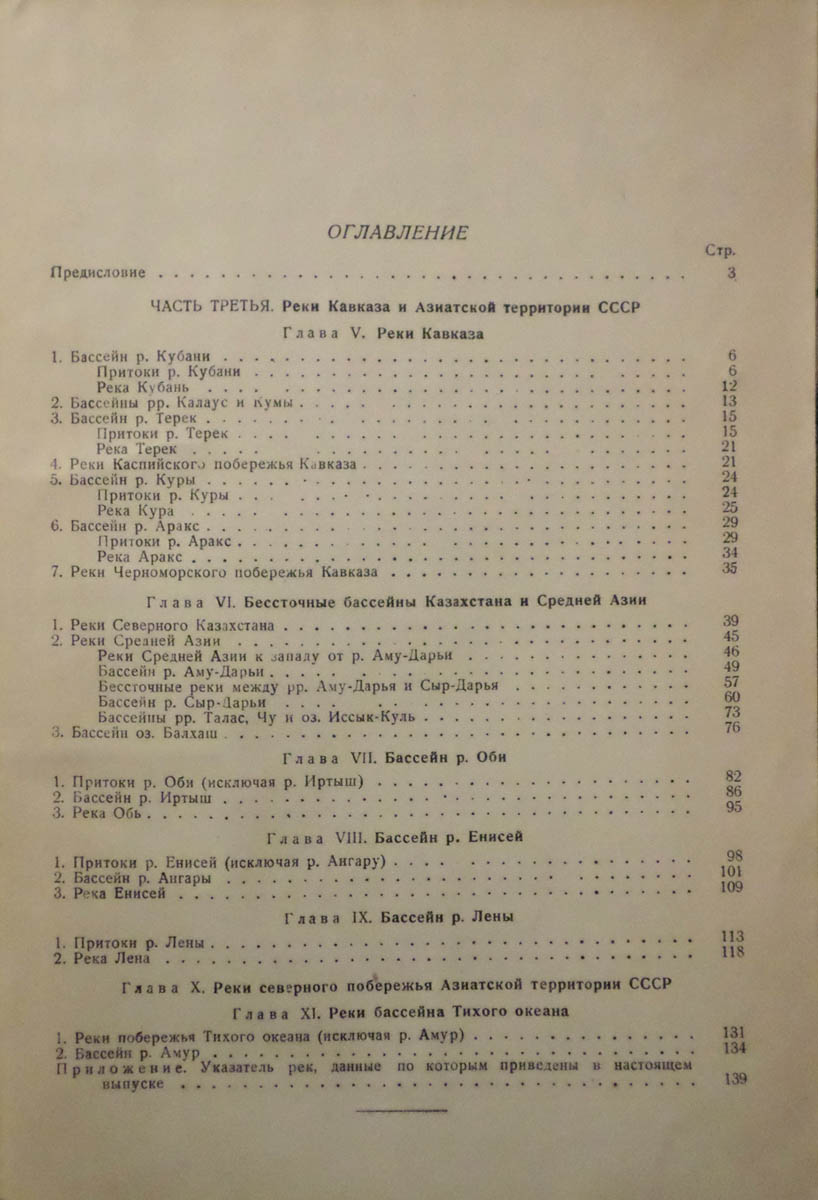 ОГЛАВЛЕНИЕ
Стр.
Предисловие . . . . . . . . . . . . . . . . . . . . . . . . . . . . 3
ЧАСТЬ ТРЕТЬЯ. Реки Кавказа и Азиатской территории СССР
Глава V. Реки Кавказа
1. Бассейн р. Кубани . . . . . . . . . . . . . . . . . . . . 6
Притоки р. Кубани . . . . . . . . . . . . . . . . . . . . 6
Река Кубань . . . . . . . . . . . . . . . . . . . . 12
2. Бассейны рр. Калаус и Кумы . . . . . . . . . . . . . . . . . . . . 13
3. Бассейн р. Терек . . . . . . . . . . . . . . . . . . . . 15
Притоки р. Терек . . . . . . . . . . . . . . . . . . . . 15
Река Терек . . . . . . . . . . . . . . . . . . . . 21
4. Реки Каспийского побережья Кавказа . . . . . . . . . . . . . . . . 21
5. Бассейн р. Куры . . . . . . . . . . . . . . . . . . . . 24
Притоки р. Куры . . . . . . . . . . . . . . . . . . . . 24
Река Кура . . . . . . . . . . . . . . . . . . . . 25
6. Бассейн р. Аракс . . . . . . . . . . . . . . . . . . . . 29
Притоки р. Аракс . . . . . . . . . . . . . . . . . . . . 29
Река Аракс . . . . . . . . . . . . . . . . . . . . 34
7. Реки Черноморского побережья Кавказа . . . . . . . . . . . . . . . . 35
Глава VI. Бессточные бассейны Казахстана и Средней Азии
1. Реки Северного Казахстана . . . . . . . . . . . . . . . . . . . . 39
2. Реки Средней Азии . . . . . . . . . . . . . . . . . . . . 45
Реки Средней Азии к западу от р. Аму-Дарьи . . . . . . . . . . . . 46
Бассейн р. Аму-Дарьи . . . . . . . . . . . . . . . . . . . . 49
Бессточные реки между рр. Аму-Дарья и Сыр-Дарья . . . . . . . . . . 57
Бассейн р. Сыр-Дарьи . . . . . . . . . . . . . . . . . . . . 60
Бассейны рр. Талас, Чу и оз. Иссык-Куль . . . . . . . . . . . . . . 73
3. Бассейн оз. Балхаш . . . . . . . . . . . . . . . . . . . . 76
Глава VII. Бассейн р. Оби
1. Притоки р. Оби (исключая р. Иртыш) . . . . . . . . . . . . . . . . 82
2. Бассейн р. Иртыш . . . . . . . . . . . . . . . . . . . . 86
3. Река Обь . . . . . . . . . . . . . . . . . . . . 95
Глава VIII. Бассейн р. Енисей
1. Притоки р. Енисей (исключая р. Ангару) . . . . . . . . . . . . . . . . 98
2. Бассейн р. Ангары . . . . . . . . . . . . . . . . . . . . 101
3. Река Енисей . . . . . . . . . . . . . . . . . . . . 109
Глава IX. Бассейн р. Лены
1. Притоки р. Лены . . . . . . . . . . . . . . . . . . . . 113
2. Река Лена . . . . . . . . . . . . . . . . . . . . 118
Глава X. Реки северного побережья Азиатской территории СССР
Глава XI. Реки бассейна Тихого океана
1. Реки побережья Тихого океана (исключая р. Амур) . . . . . . . . . . . . 131
2. Бассейн р. Амур . . . . . . . . . . . . . . . . . . . . 134
Приложение. Указатель рек, данные по которым приведены в настоящем
выпуске . . . . . . . . . . . . . . . . . . . . 139